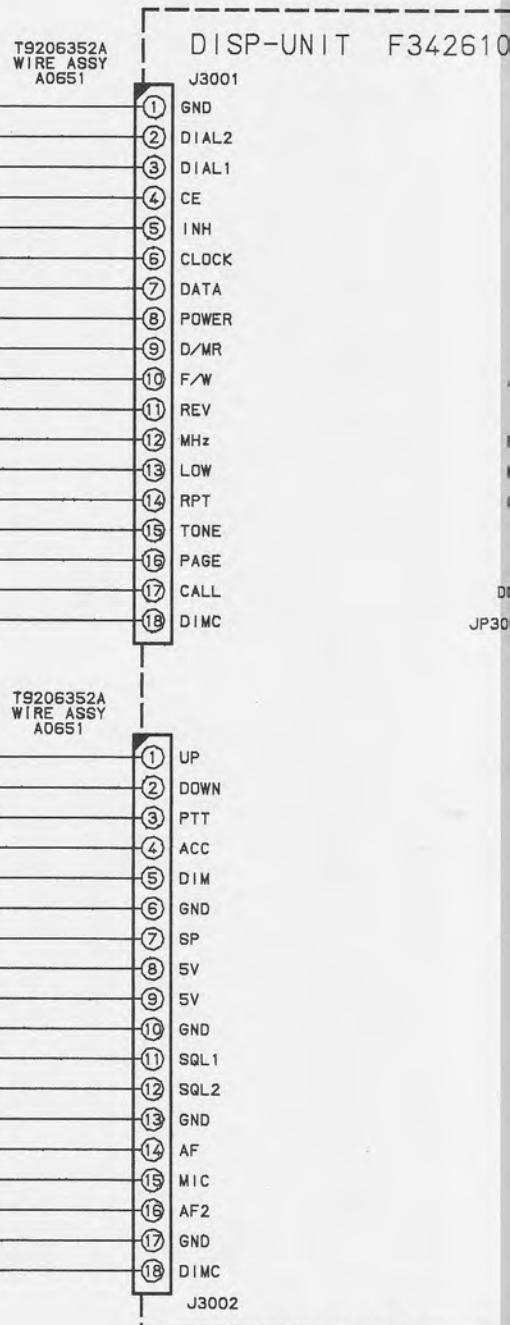 DISP-UNIT F342610
T9206352A
WIRE ASSY
A0651
J3001
1 GND
2 DIAL2
3 DIAL1
4 CE
5 INH
6 CLOCK
7 DATA
8 POWER
9 D/MR
10 F/W
11 REV
12 MHz
13 LOW
14 RPT
15 TONE
16 PAGE
17 CALL
18 DIMC
JP30
T9206352A
WIRE ASSY
A0651
1 UP
2 DOWN
3 PTT
4 ACC
5 DIM
6 GND
7 SP
8 5V
9 5V
10 GND
11 SQL1
12 SQL2
13 GND
14 AF
15 MIC
16 AF2
17 GND
18 DIMC
J3002